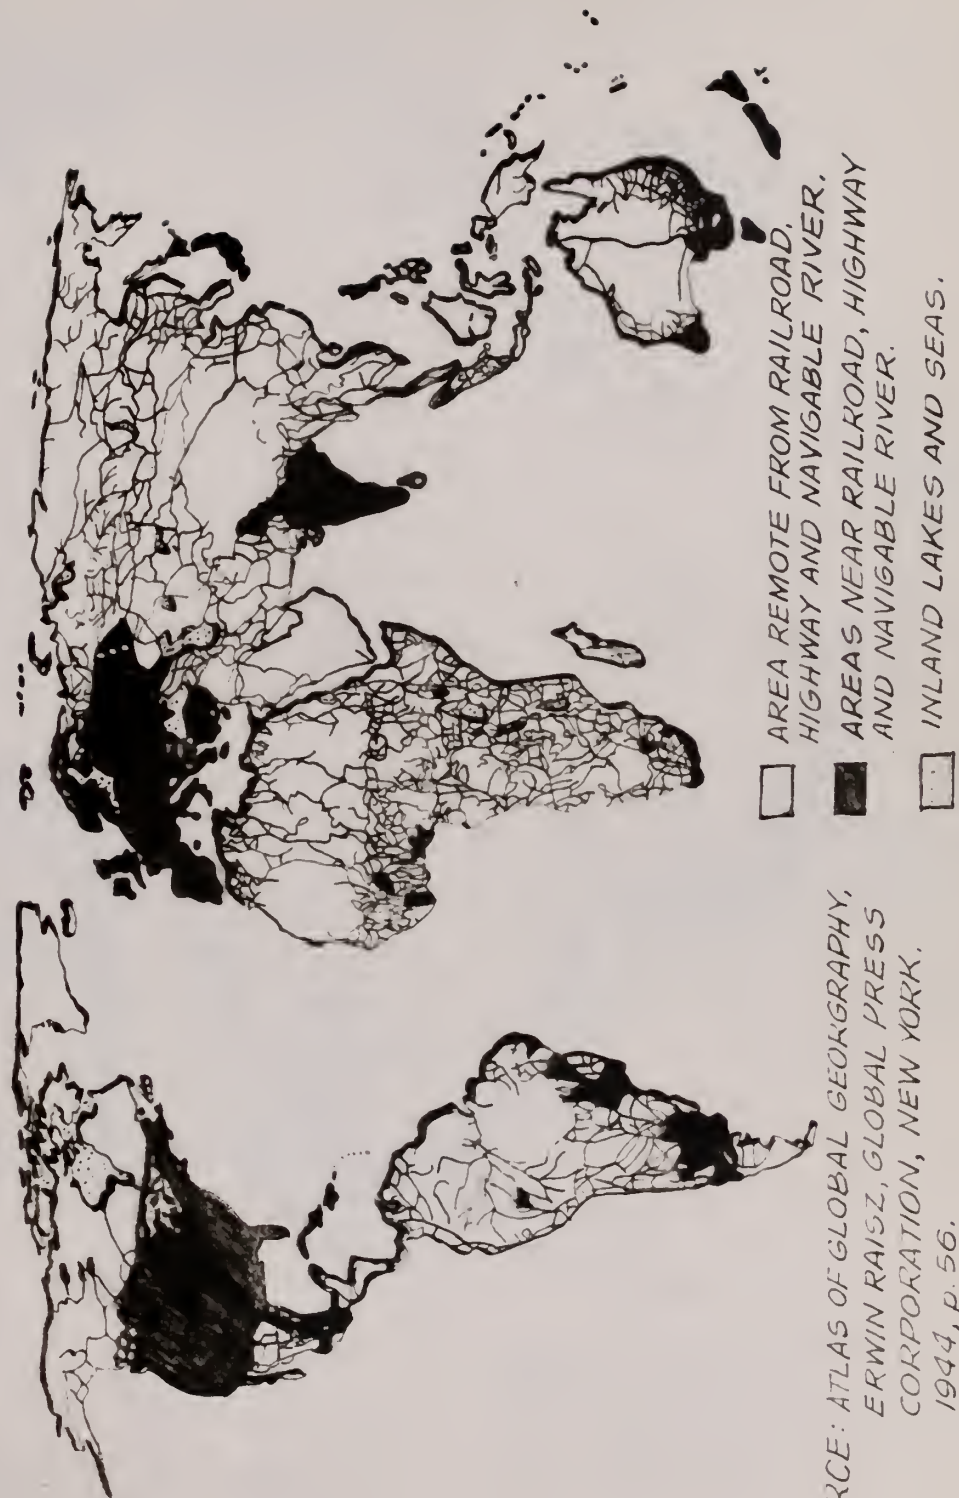 AREA REMOTE FROM RAILROAD,
HIGHWAY AND NAVIGABLE RIVER.
AREAS NEAR RAILROAD, HIGHWAY
AND NAVIGABLE RIVER.
INLAND LAKES AND SEAS.
RCE: ATLAS OF GLOBAL GEOKGRAPHY,
ERWIN RAISZ, GLOBAL PRESS
CORPORATION, NEW YORK.
1944, p. 56.